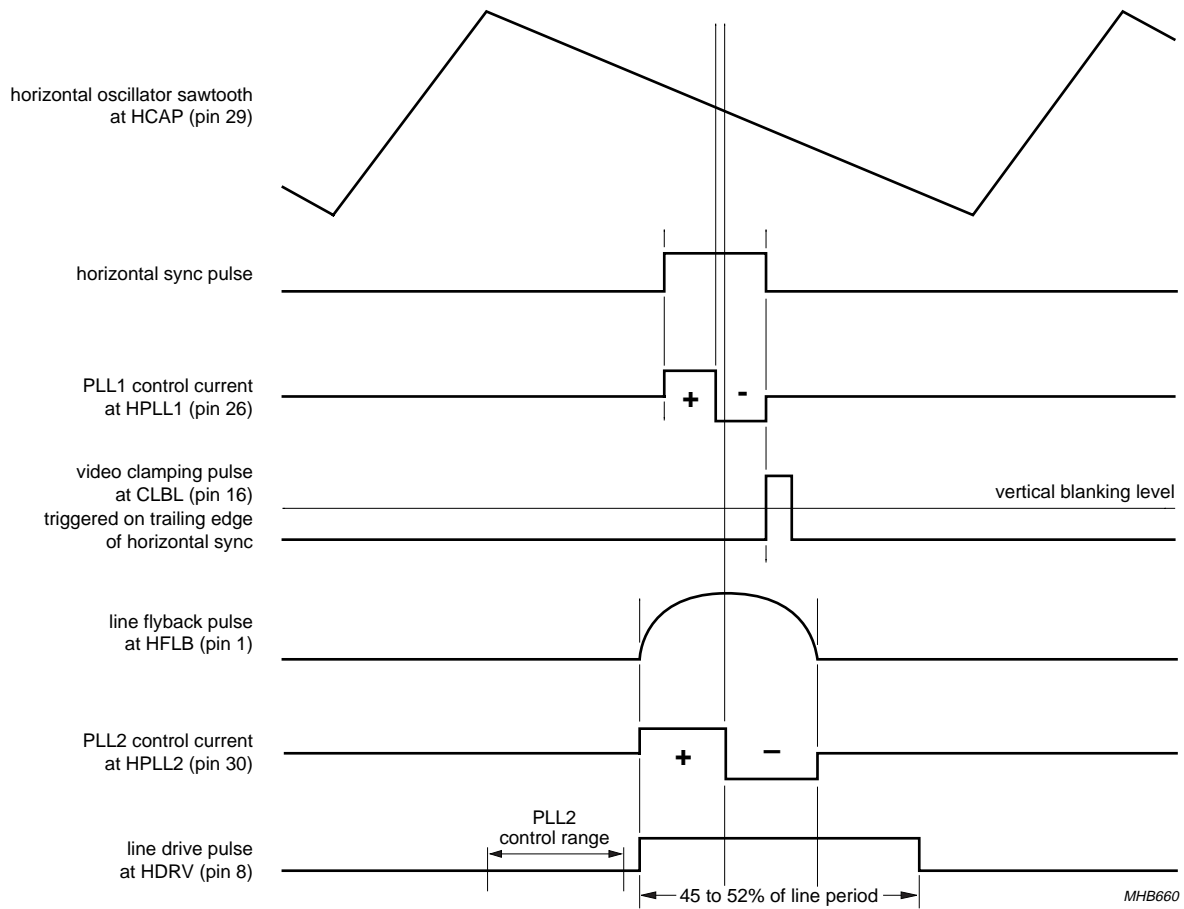 horizontal oscillator sawtooth
at HCAP (pin 29)
horizontal sync pulse
PLL1 control current
at HPLL1 (pin 26)
+
-
video clamping pulse
at CLBL (pin 16)
triggered on trailing edge
of horizontal sync
vertical blanking level
line flyback pulse
at HFLB (pin 1)
PLL2 control current
at HPLL2 (pin 30)
+
−
PLL2
control range
line drive pulse
at HDRV (pin 8)
45 to 52% of line period
MHB660